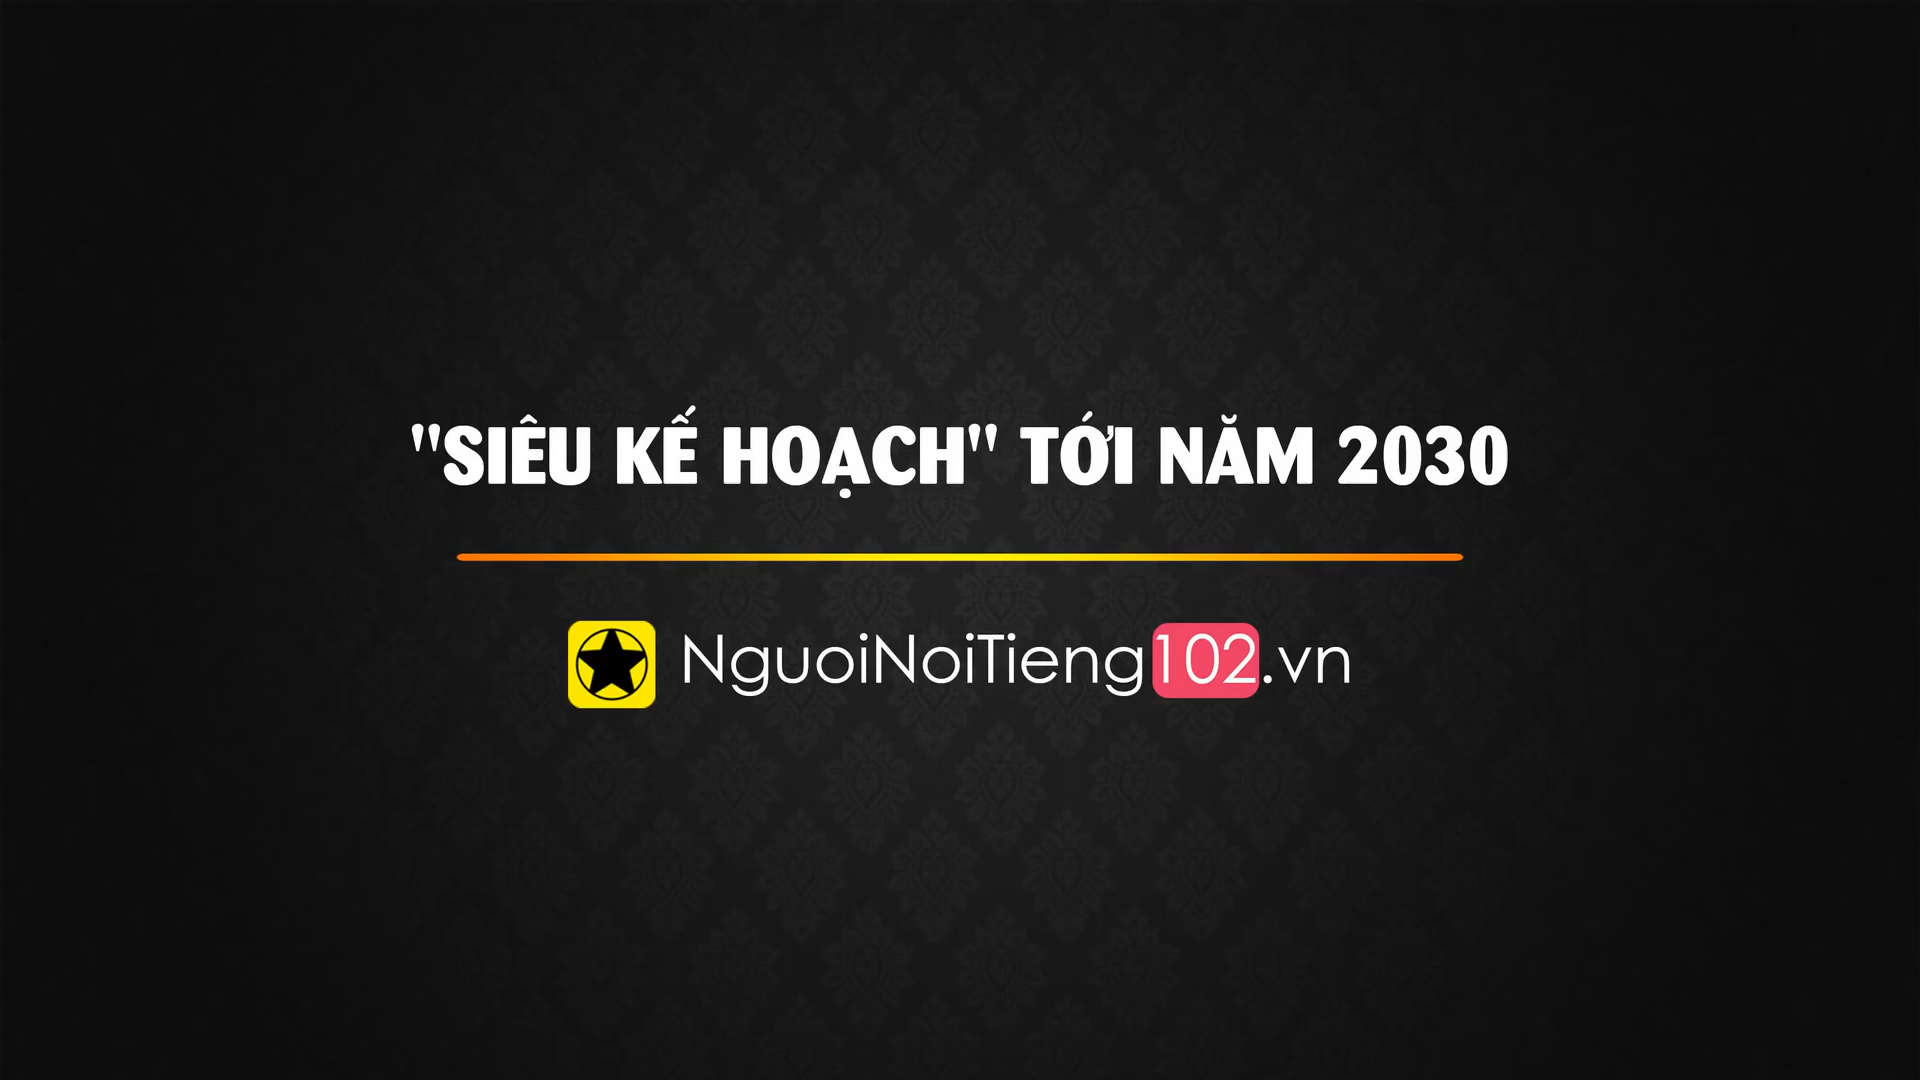 "SIÊU KẾ HOẠCH" TỚI NĂM 2030
NguoiNoiTieng102.vn